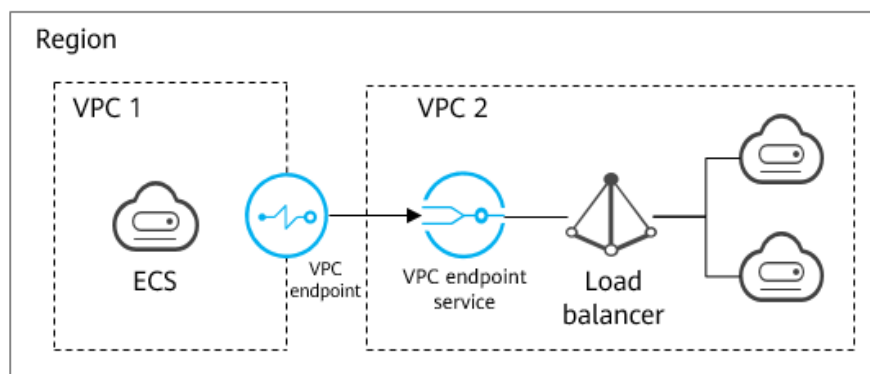 Region
VPC 1
VPC 2
ECS
VPC
endpoint
VPC endpoint
service
Load
balancer